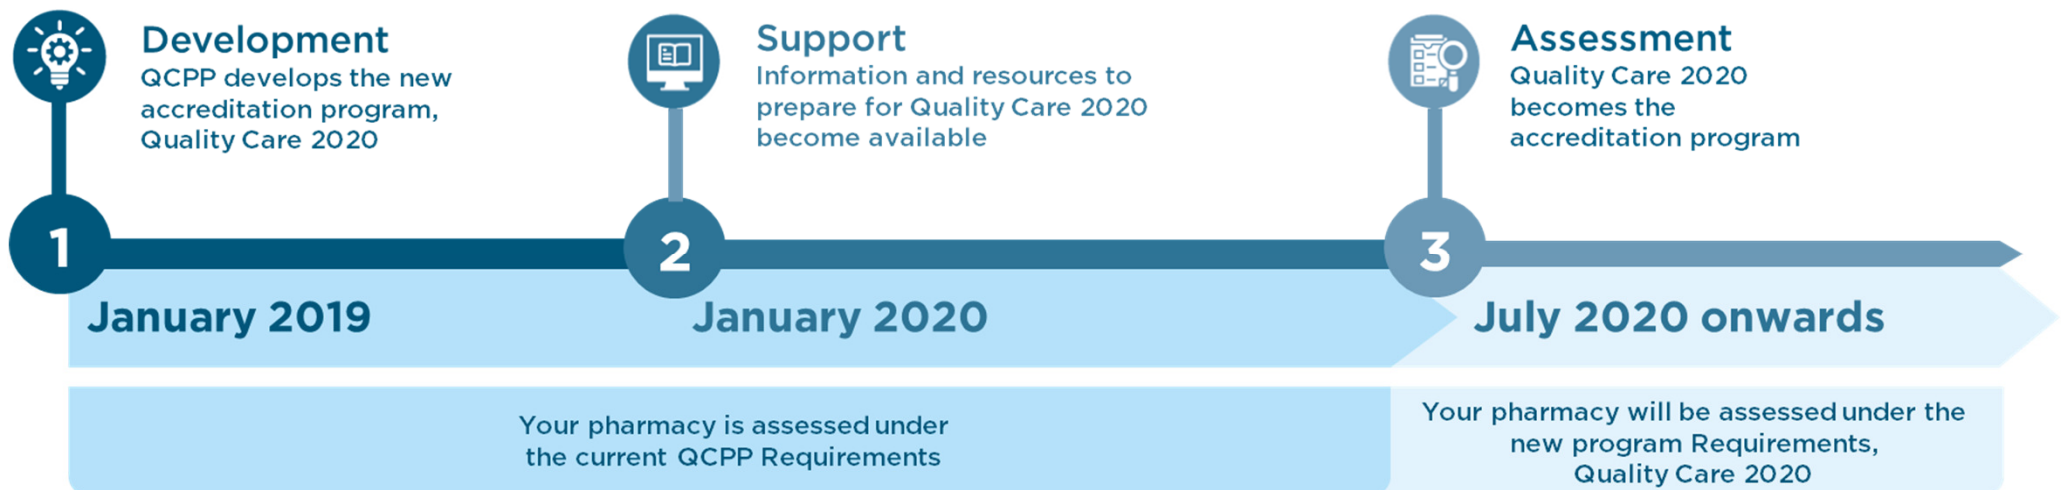 Development
QCPP develops the new
accreditation program,
Quality Care 2020
Support
Information and resources to
prepare for Quality Care 2020
become available
Assessment
Quality Care 2020
becomes the
accreditation program
1
2
3
January 2019
January 2020
July 2020 onwards
Your pharmacy is assessed under
the current QCPP Requirements
Your pharmacy will be assessed under the
new program Requirements,
Quality Care 2020